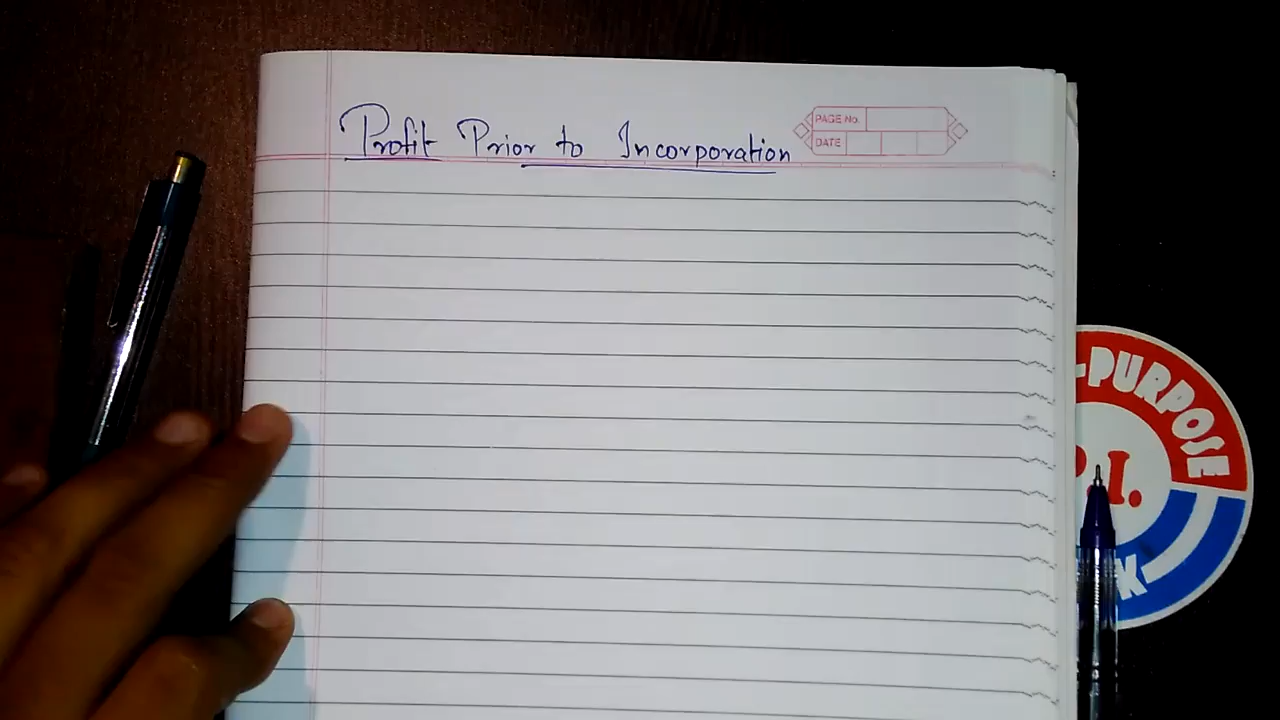 Profit Prior to Incorporation
PAGE No.
DATE
-PURPOSE
.I.
K